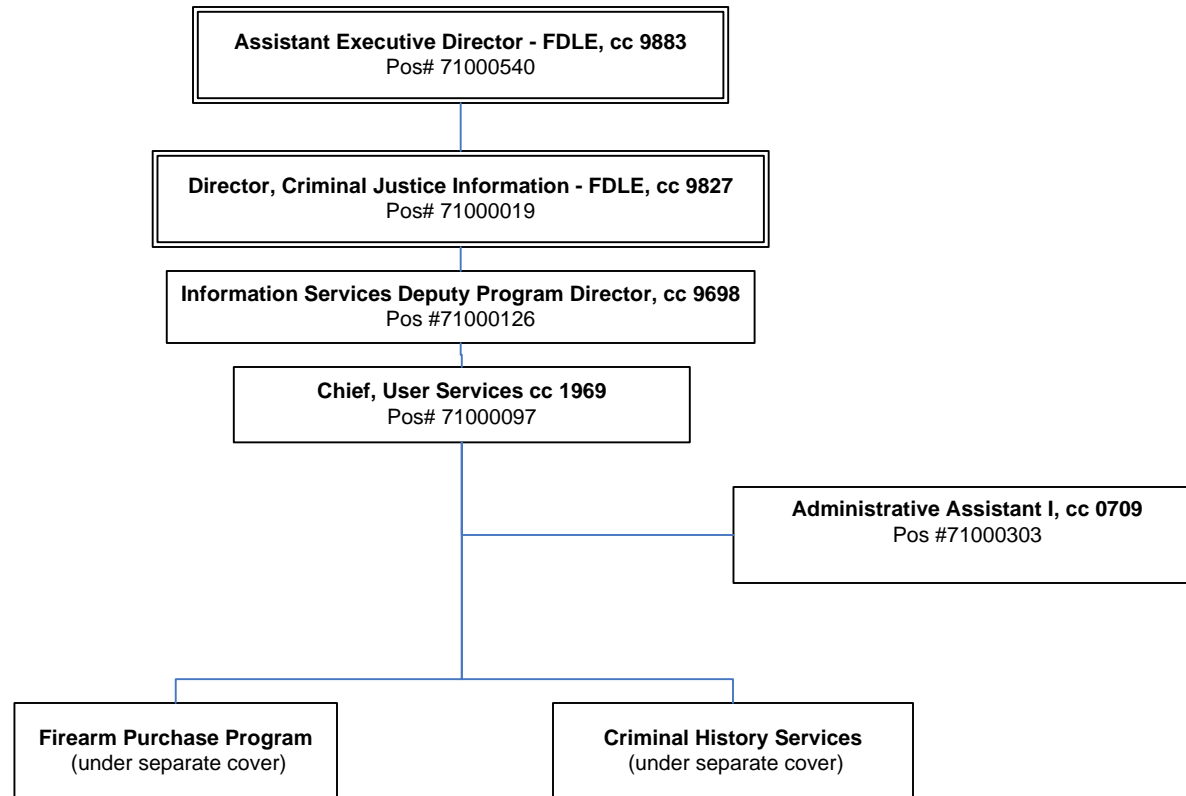 Assistant Executive Director - FDLE, cc 9883
Pos# 71000540
Director, Criminal Justice Information - FDLE, cc 9827
Pos# 71000019
Information Services Deputy Program Director, cc 9698
Pos #71000126
Chief, User Services cc 1969
Pos# 71000097
Administrative Assistant I, cc 0709
Pos #71000303
Firearm Purchase Program
(under separate cover)
Criminal History Services
(under separate cover)